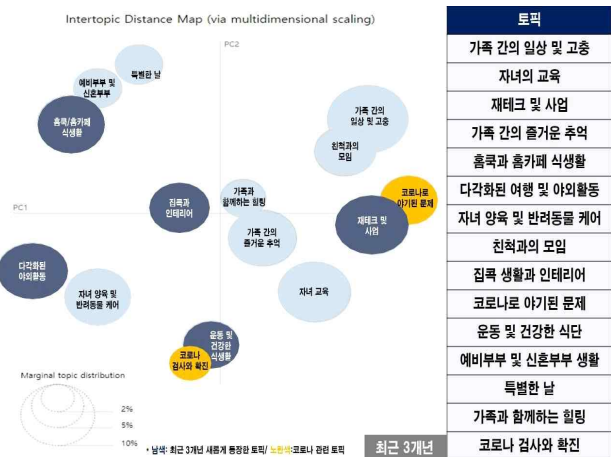 Intertopic Distance Map (via multidimensional scaling)
PC2
특별한 날
예비부부 및
신혼부부
홈쿡/홈카페
식생활
가족 간의
일상 및 고충
친척과의
모임
코로나로
야기된 문제
가족과
함께하는 힐링
집콕과
인테리어
PC1
재테크 및
사업
가족 간의
즐거운 추억
다각화된
야외활동
자녀 양육 및
반려동물 케어
자녀 교육
운동 및
건강한
식생활
코로나
검사와 확진
Marginal topic distribution
2%
5%
10%
* 남색: 최근 3개년 새롭게 등장한 토픽/ 노란색:코로나 관련 토픽
최근 3개년
토픽
가족 간의 일상 및 고충
자녀의 교육
재테크 및 사업
가족 간의 즐거운 추억
홈쿡과 홈카페 식생활
다각화된 여행 및 야외활동
자녀 양육 및 반려동물 케어
친척과의 모임
집콕 생활과 인테리어
코로나로 야기된 문제
운동 및 건강한 식단
예비부부 및 신혼부부 생활
특별한 날
가족과 함께하는 힐링
코로나 검사와 확진